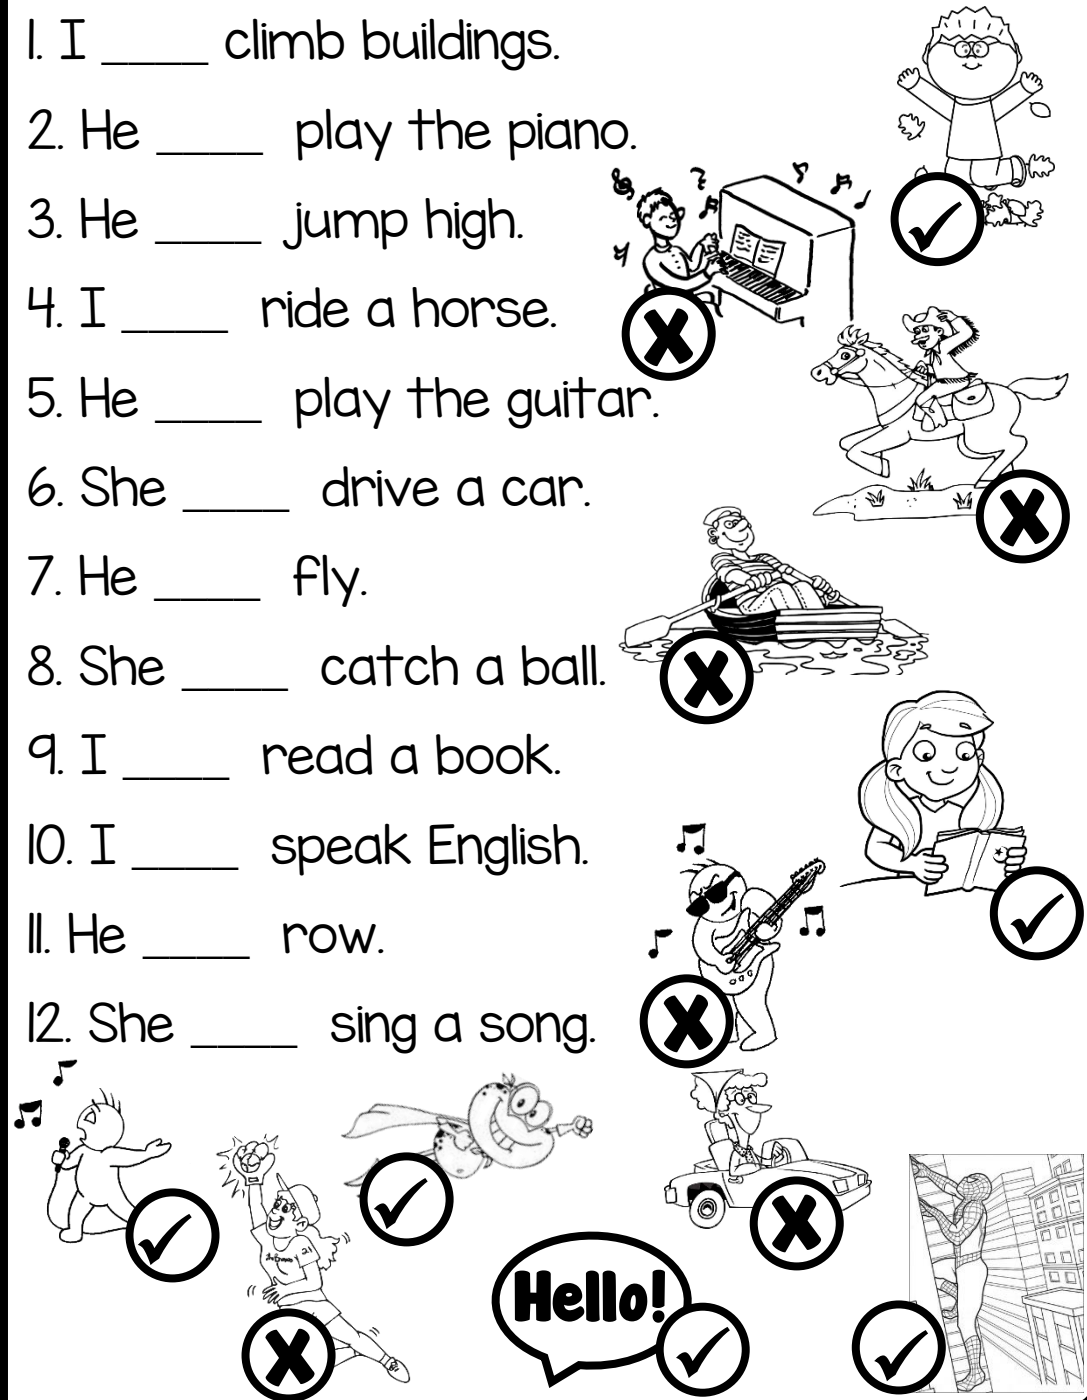 1. I ____ climb buildings.
2. He ____ play the piano.
3. He ____ jump high.
4. I ____ ride a horse.
5. He ____ play the guitar.
6. She ____ drive a car.
7. He ____ fly.
8. She ____ catch a ball.
9. I ____ read a book.
10. I ____ speak English.
11. He ____ row.
12. She ____ sing a song.
21
Hello!